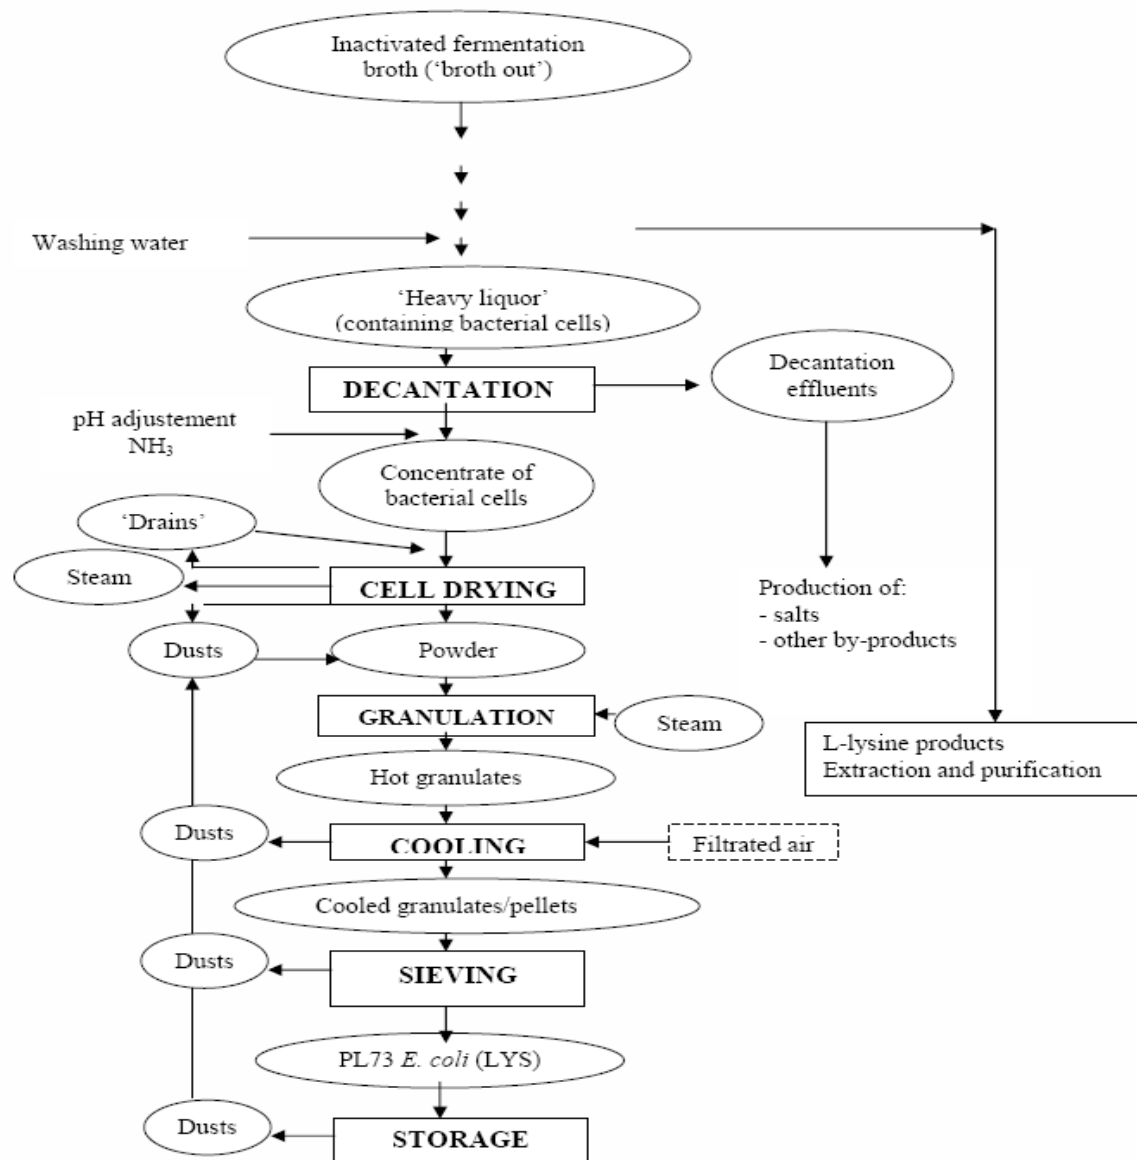 Inactivated fermentation
broth (‘broth out’)
Washing water
‘Heavy liquor’
(containing bacterial cells)
DECANTATION
Decantation
effluents
pH adjustement
NH₃
Concentrate of
bacterial cells
‘Drains’
Steam
CELL DRYING
Production of:
- salts
- other by-products
Dusts
Powder
GRANULATION
Steam
L-lysine products
Extraction and purification
Hot granulates
Dusts
COOLING
Filtrated air
Cooled granulates/pellets
Dusts
SIEVING
PL73 E. coli (LYS)
Dusts
STORAGE